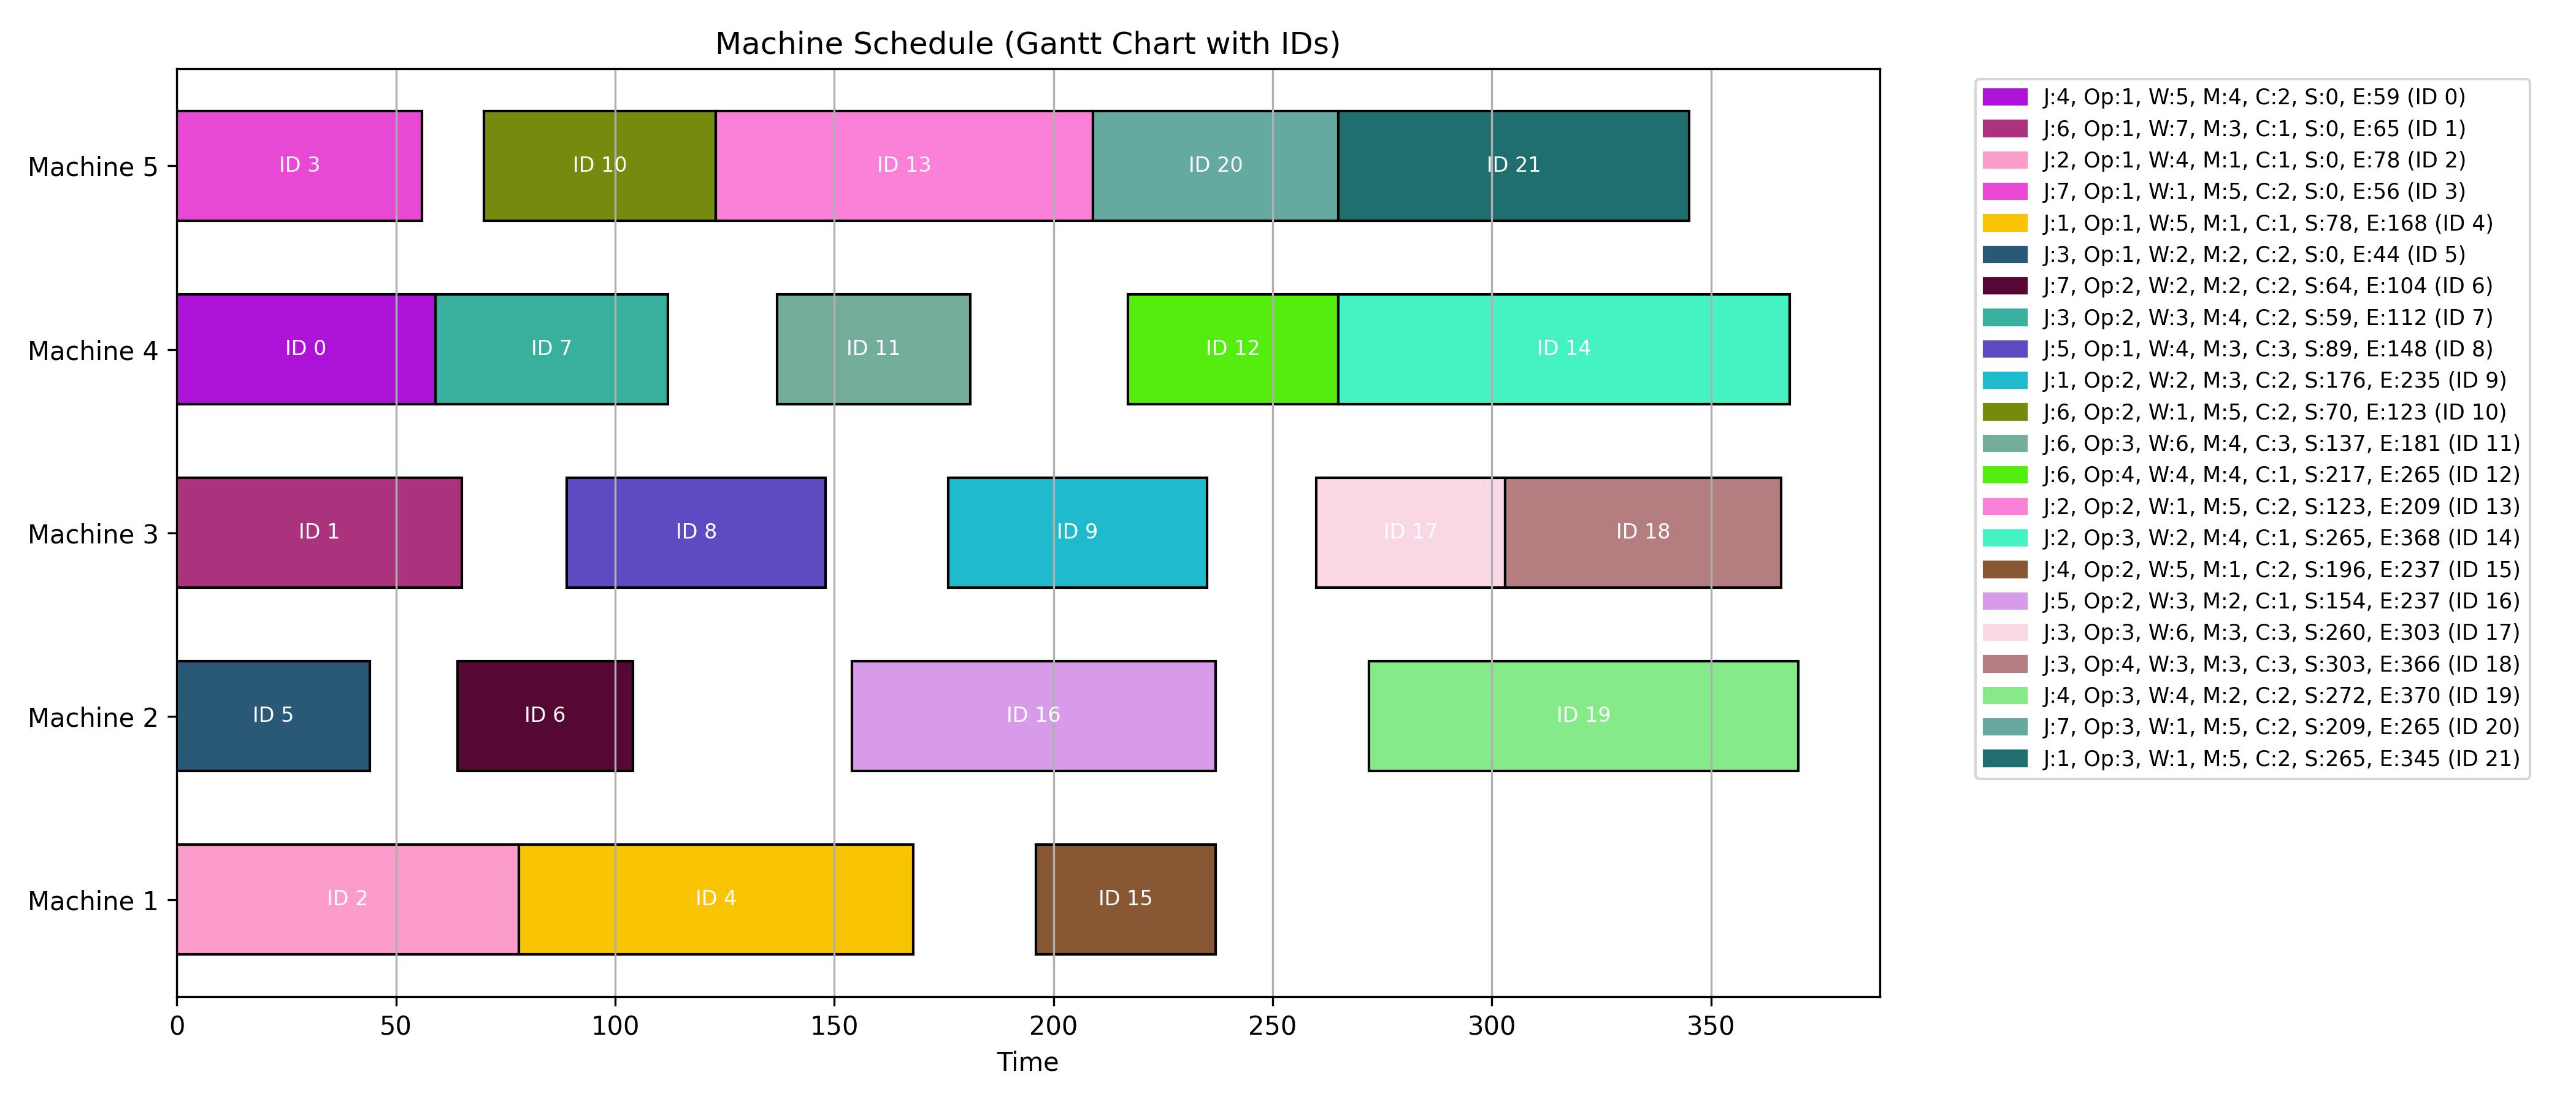 Machine Schedule (Gantt Chart with IDs)
Machine 5
ID 3
ID 10
ID 13
ID 20
ID 21
Machine 4
ID 0
ID 7
ID 11
ID 12
ID 14
Machine 3
ID 1
ID 8
ID 9
ID 17
ID 18
Machine 2
ID 5
ID 6
ID 16
ID 19
Machine 1
ID 2
ID 4
ID 15
0 50 100 150 200 250 300 350
Time
J:4, Op:1, W:5, M:4, C:2, S:0, E:59 (ID 0)
J:6, Op:1, W:7, M:3, C:1, S:0, E:65 (ID 1)
J:2, Op:1, W:4, M:1, C:1, S:0, E:78 (ID 2)
J:7, Op:1, W:1, M:5, C:2, S:0, E:56 (ID 3)
J:1, Op:1, W:5, M:1, C:1, S:78, E:168 (ID 4)
J:3, Op:1, W:2, M:2, C:2, S:0, E:44 (ID 5)
J:7, Op:2, W:2, M:2, C:2, S:64, E:104 (ID 6)
J:3, Op:2, W:3, M:4, C:2, S:59, E:112 (ID 7)
J:5, Op:1, W:4, M:3, C:3, S:89, E:148 (ID 8)
J:1, Op:2, W:2, M:3, C:2, S:176, E:235 (ID 9)
J:6, Op:2, W:1, M:5, C:2, S:70, E:123 (ID 10)
J:6, Op:3, W:6, M:4, C:3, S:137, E:181 (ID 11)
J:6, Op:4, W:4, M:4, C:1, S:217, E:265 (ID 12)
J:2, Op:2, W:1, M:5, C:2, S:123, E:209 (ID 13)
J:2, Op:3, W:2, M:4, C:1, S:265, E:368 (ID 14)
J:4, Op:2, W:5, M:1, C:2, S:196, E:237 (ID 15)
J:5, Op:2, W:3, M:2, C:1, S:154, E:237 (ID 16)
J:3, Op:3, W:6, M:3, C:3, S:260, E:303 (ID 17)
J:3, Op:4, W:3, M:3, C:3, S:303, E:366 (ID 18)
J:4, Op:3, W:4, M:2, C:2, S:272, E:370 (ID 19)
J:7, Op:3, W:1, M:5, C:2, S:209, E:265 (ID 20)
J:1, Op:3, W:1, M:5, C:2, S:265, E:345 (ID 21)